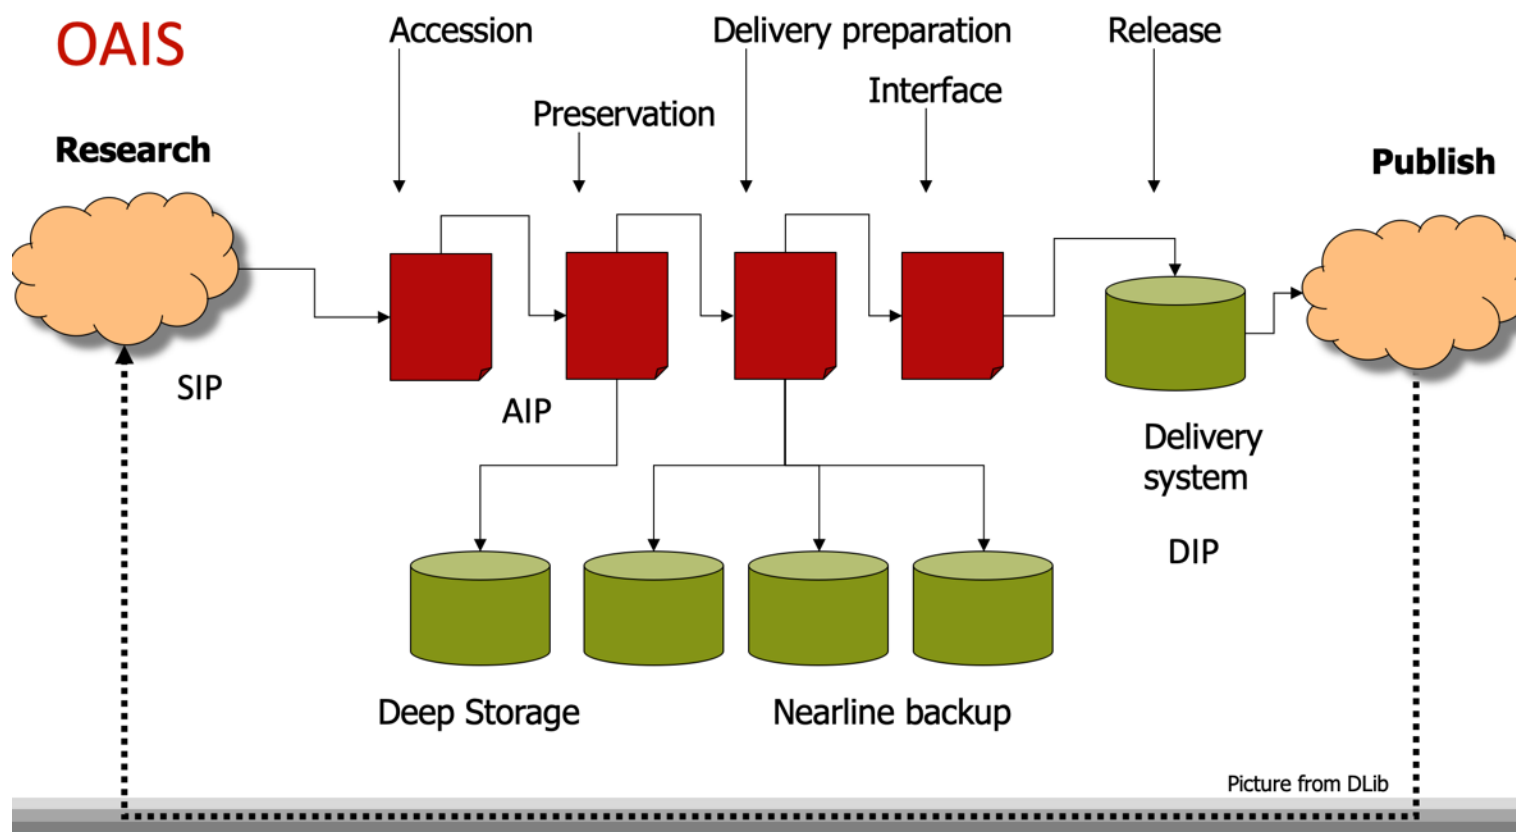 OAIS
Accession
Delivery preparation
Release
Interface
Preservation
Research
Publish
SIP
AIP
Delivery
system
DIP
Deep Storage
Nearline backup
Picture from DLib